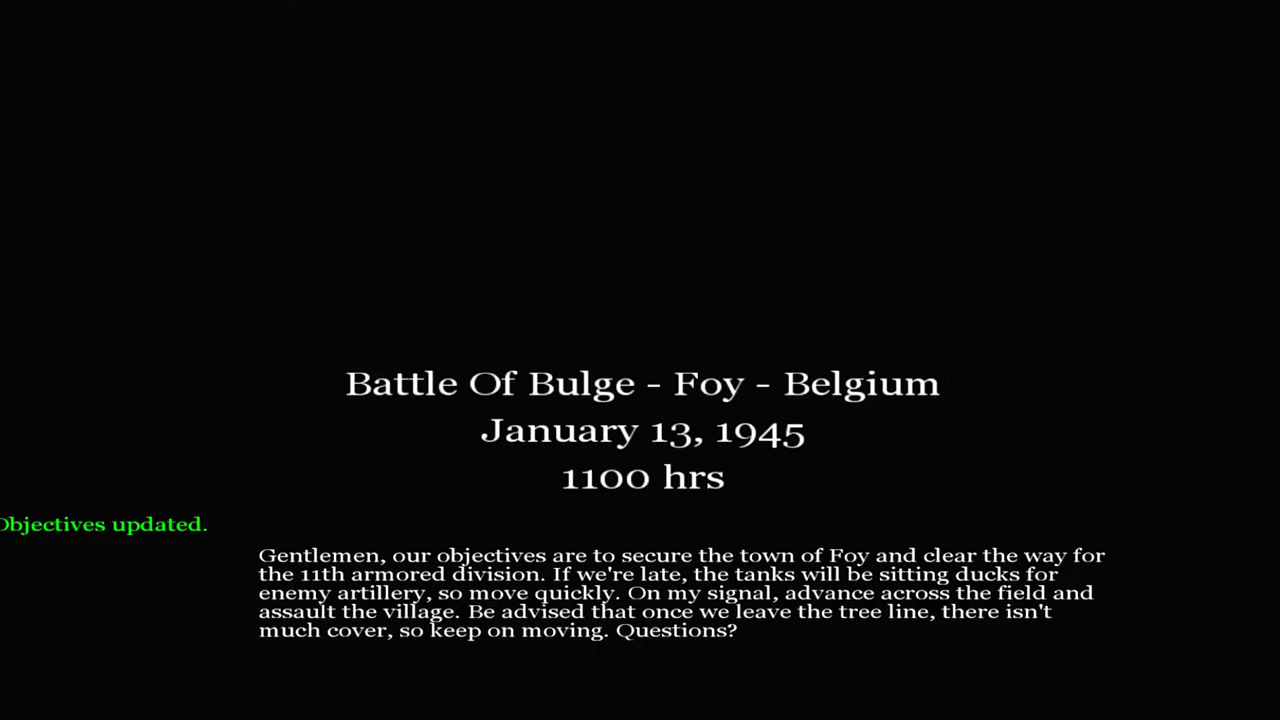 Battle Of Bulge - Foy - Belgium
January 13, 1945
1100 hrs
Objectives updated.
Gentlemen, our objectives are to secure the town of Foy and clear the way for
the 11th armored division. If we're late, the tanks will be sitting ducks for
enemy artillery, so move quickly. On my signal, advance across the field and
assault the village. Be advised that once we leave the tree line, there isn't
much cover, so keep on moving. Questions?